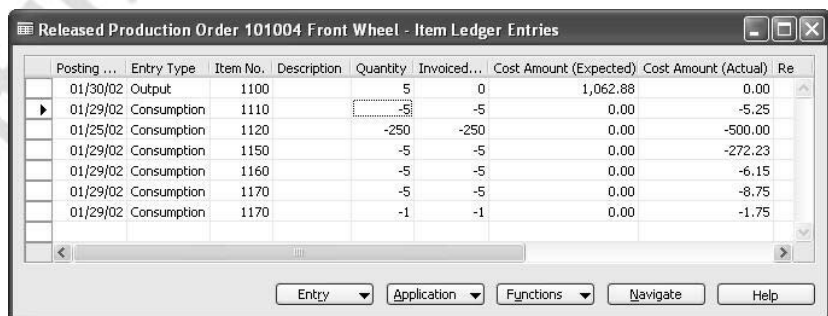 Released Production Order 101004 Front Wheel - Item Ledger Entries
Posting ... Entry Type Item No. Description Quantity Invoiced... Cost Amount (Expected) Cost Amount (Actual) Re
01/30/02 Output 1100 5 0 1,062.88 0.00
01/29/02 Consumption 1110 -5 -5 0.00 -5.25
01/25/02 Consumption 1120 -250 -250 0.00 -500.00
01/29/02 Consumption 1150 -5 -5 0.00 -272.23
01/29/02 Consumption 1160 -5 -5 0.00 -6.15
01/29/02 Consumption 1170 -5 -5 0.00 -8.75
01/29/02 Consumption 1170 -1 -1 0.00 -1.75
Entry Application Functions Navigate Help